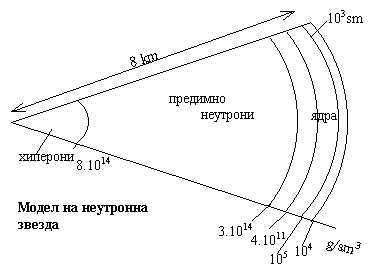 10³sm
8 km
предимно
неутрони
ядра
хиперони
8.10¹⁴
Модел на неутронна
звезда
3.10¹⁴
4.10¹¹
10⁵
10⁴
g/sm³